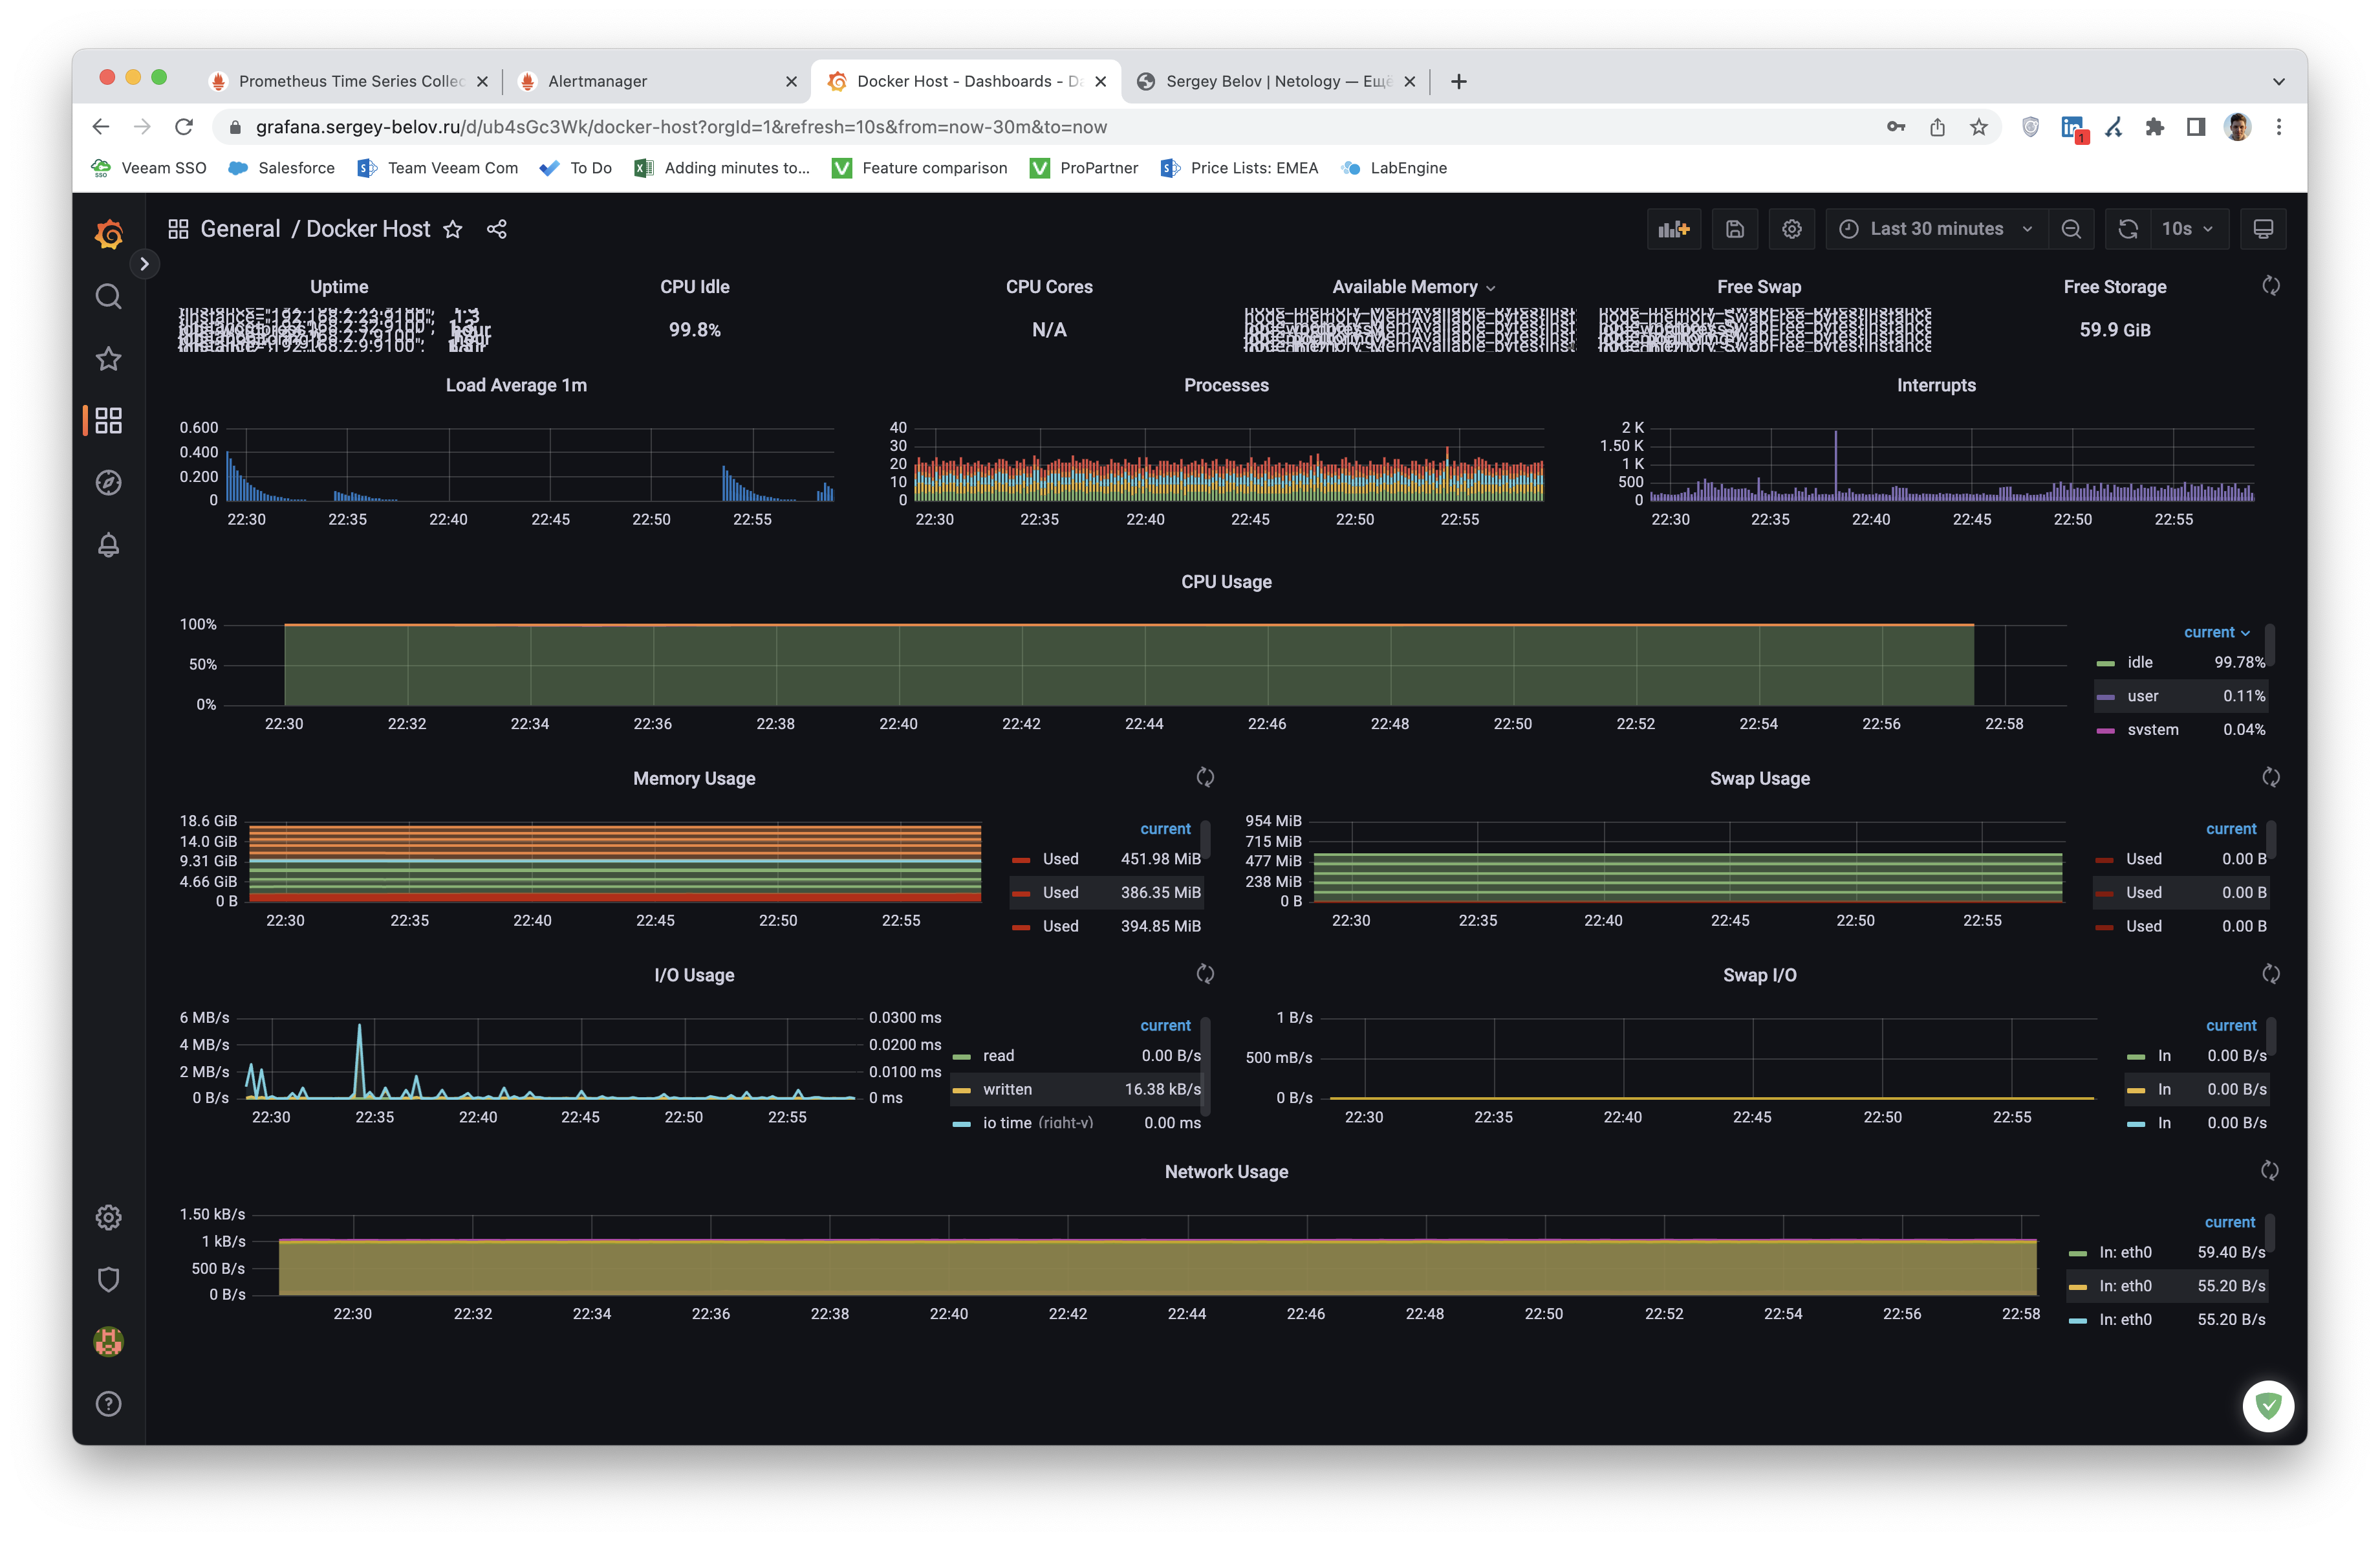 Prometheus Time Series Collec
Alertmanager
Docker Host - Dashboards - Da
Sergey Belov | Netology — Ещё
grafana.sergey-belov.ru/d/ub4sGc3Wk/docker-host?orgId=1&refresh=10s&from=now-30m&to=now
1
SSO
Veeam SSO
Salesforce
Team Veeam Com
To Do
Adding minutes to...
Feature comparison
ProPartner
Price Lists: EMEA
LabEngine
General / Docker Host
Last 30 minutes
10s
Uptime
CPU Idle
99.8%
CPU Cores
N/A
Available Memory
Free Swap
Free Storage
59.9 GiB
Load Average 1m
0.600
0.400
0.200
0
22:30 22:35 22:40 22:45 22:50 22:55
Processes
40
30
20
10
0
22:30 22:35 22:40 22:45 22:50 22:55
Interrupts
2 K
1.50 K
1 K
500
0
22:30 22:35 22:40 22:45 22:50 22:55
CPU Usage
100%
50%
0%
22:30 22:32 22:34 22:36 22:38 22:40 22:42 22:44 22:46 22:48 22:50 22:52 22:54 22:56 22:58
current
idle 99.78%
user 0.11%
system 0.04%
Memory Usage
18.6 GiB
14.0 GiB
9.31 GiB
4.66 GiB
0 B
22:30 22:35 22:40 22:45 22:50 22:55
current
Used 451.98 MiB
Used 386.35 MiB
Used 394.85 MiB
Swap Usage
954 MiB
715 MiB
477 MiB
238 MiB
0 B
22:30 22:35 22:40 22:45 22:50 22:55
current
Used 0.00 B
Used 0.00 B
Used 0.00 B
I/O Usage
6 MB/s
4 MB/s
2 MB/s
0 B/s
0.0300 ms
0.0200 ms
0.0100 ms
0 ms
22:30 22:35 22:40 22:45 22:50 22:55
current
read 0.00 B/s
written 16.38 kB/s
io time (right-y) 0.00 ms
Swap I/O
1 B/s
500 mB/s
0 B/s
22:30 22:35 22:40 22:45 22:50 22:55
current
In 0.00 B/s
In 0.00 B/s
In 0.00 B/s
Network Usage
1.50 kB/s
1 kB/s
500 B/s
0 B/s
22:30 22:32 22:34 22:36 22:38 22:40 22:42 22:44 22:46 22:48 22:50 22:52 22:54 22:56 22:58
current
In: eth0 59.40 B/s
In: eth0 55.20 B/s
In: eth0 55.20 B/s